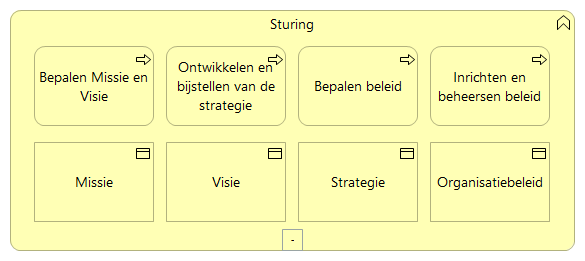 Sturing
Bepalen Missie en
Visie
Ontwikkelen en
bijstellen van de
strategie
Bepalen beleid
Inrichten en
beheersen beleid
Missie
Visie
Strategie
Organisatiebeleid
-